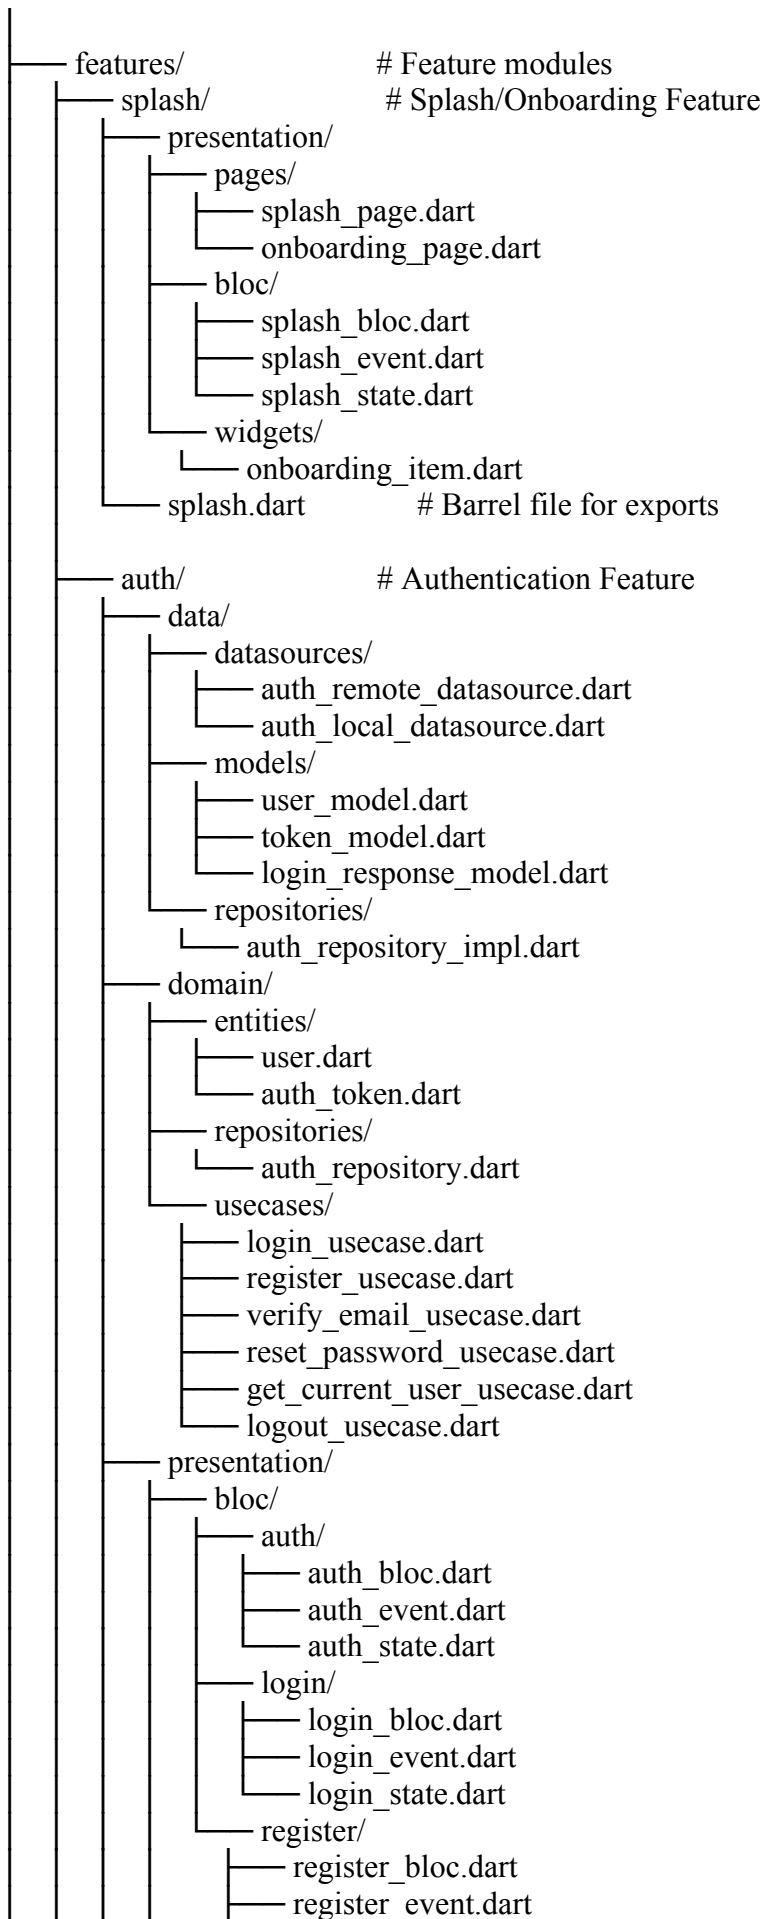 features/ # Feature modules
splash/ # Splash/Onboarding Feature
presentation/
pages/
splash_page.dart
onboarding_page.dart
bloc/
splash_bloc.dart
splash_event.dart
splash_state.dart
widgets/
onboarding_item.dart
splash.dart # Barrel file for exports
auth/ # Authentication Feature
data/
datasources/
auth_remote_datasource.dart
auth_local_datasource.dart
models/
user_model.dart
token_model.dart
login_response_model.dart
repositories/
auth_repository_impl.dart
domain/
entities/
user.dart
auth_token.dart
repositories/
auth_repository.dart
usecases/
login_usecase.dart
register_usecase.dart
verify_email_usecase.dart
reset_password_usecase.dart
get_current_user_usecase.dart
logout_usecase.dart
presentation/
bloc/
auth/
auth_bloc.dart
auth_event.dart
auth_state.dart
login/
login_bloc.dart
login_event.dart
login_state.dart
register/
register_bloc.dart
register_event.dart